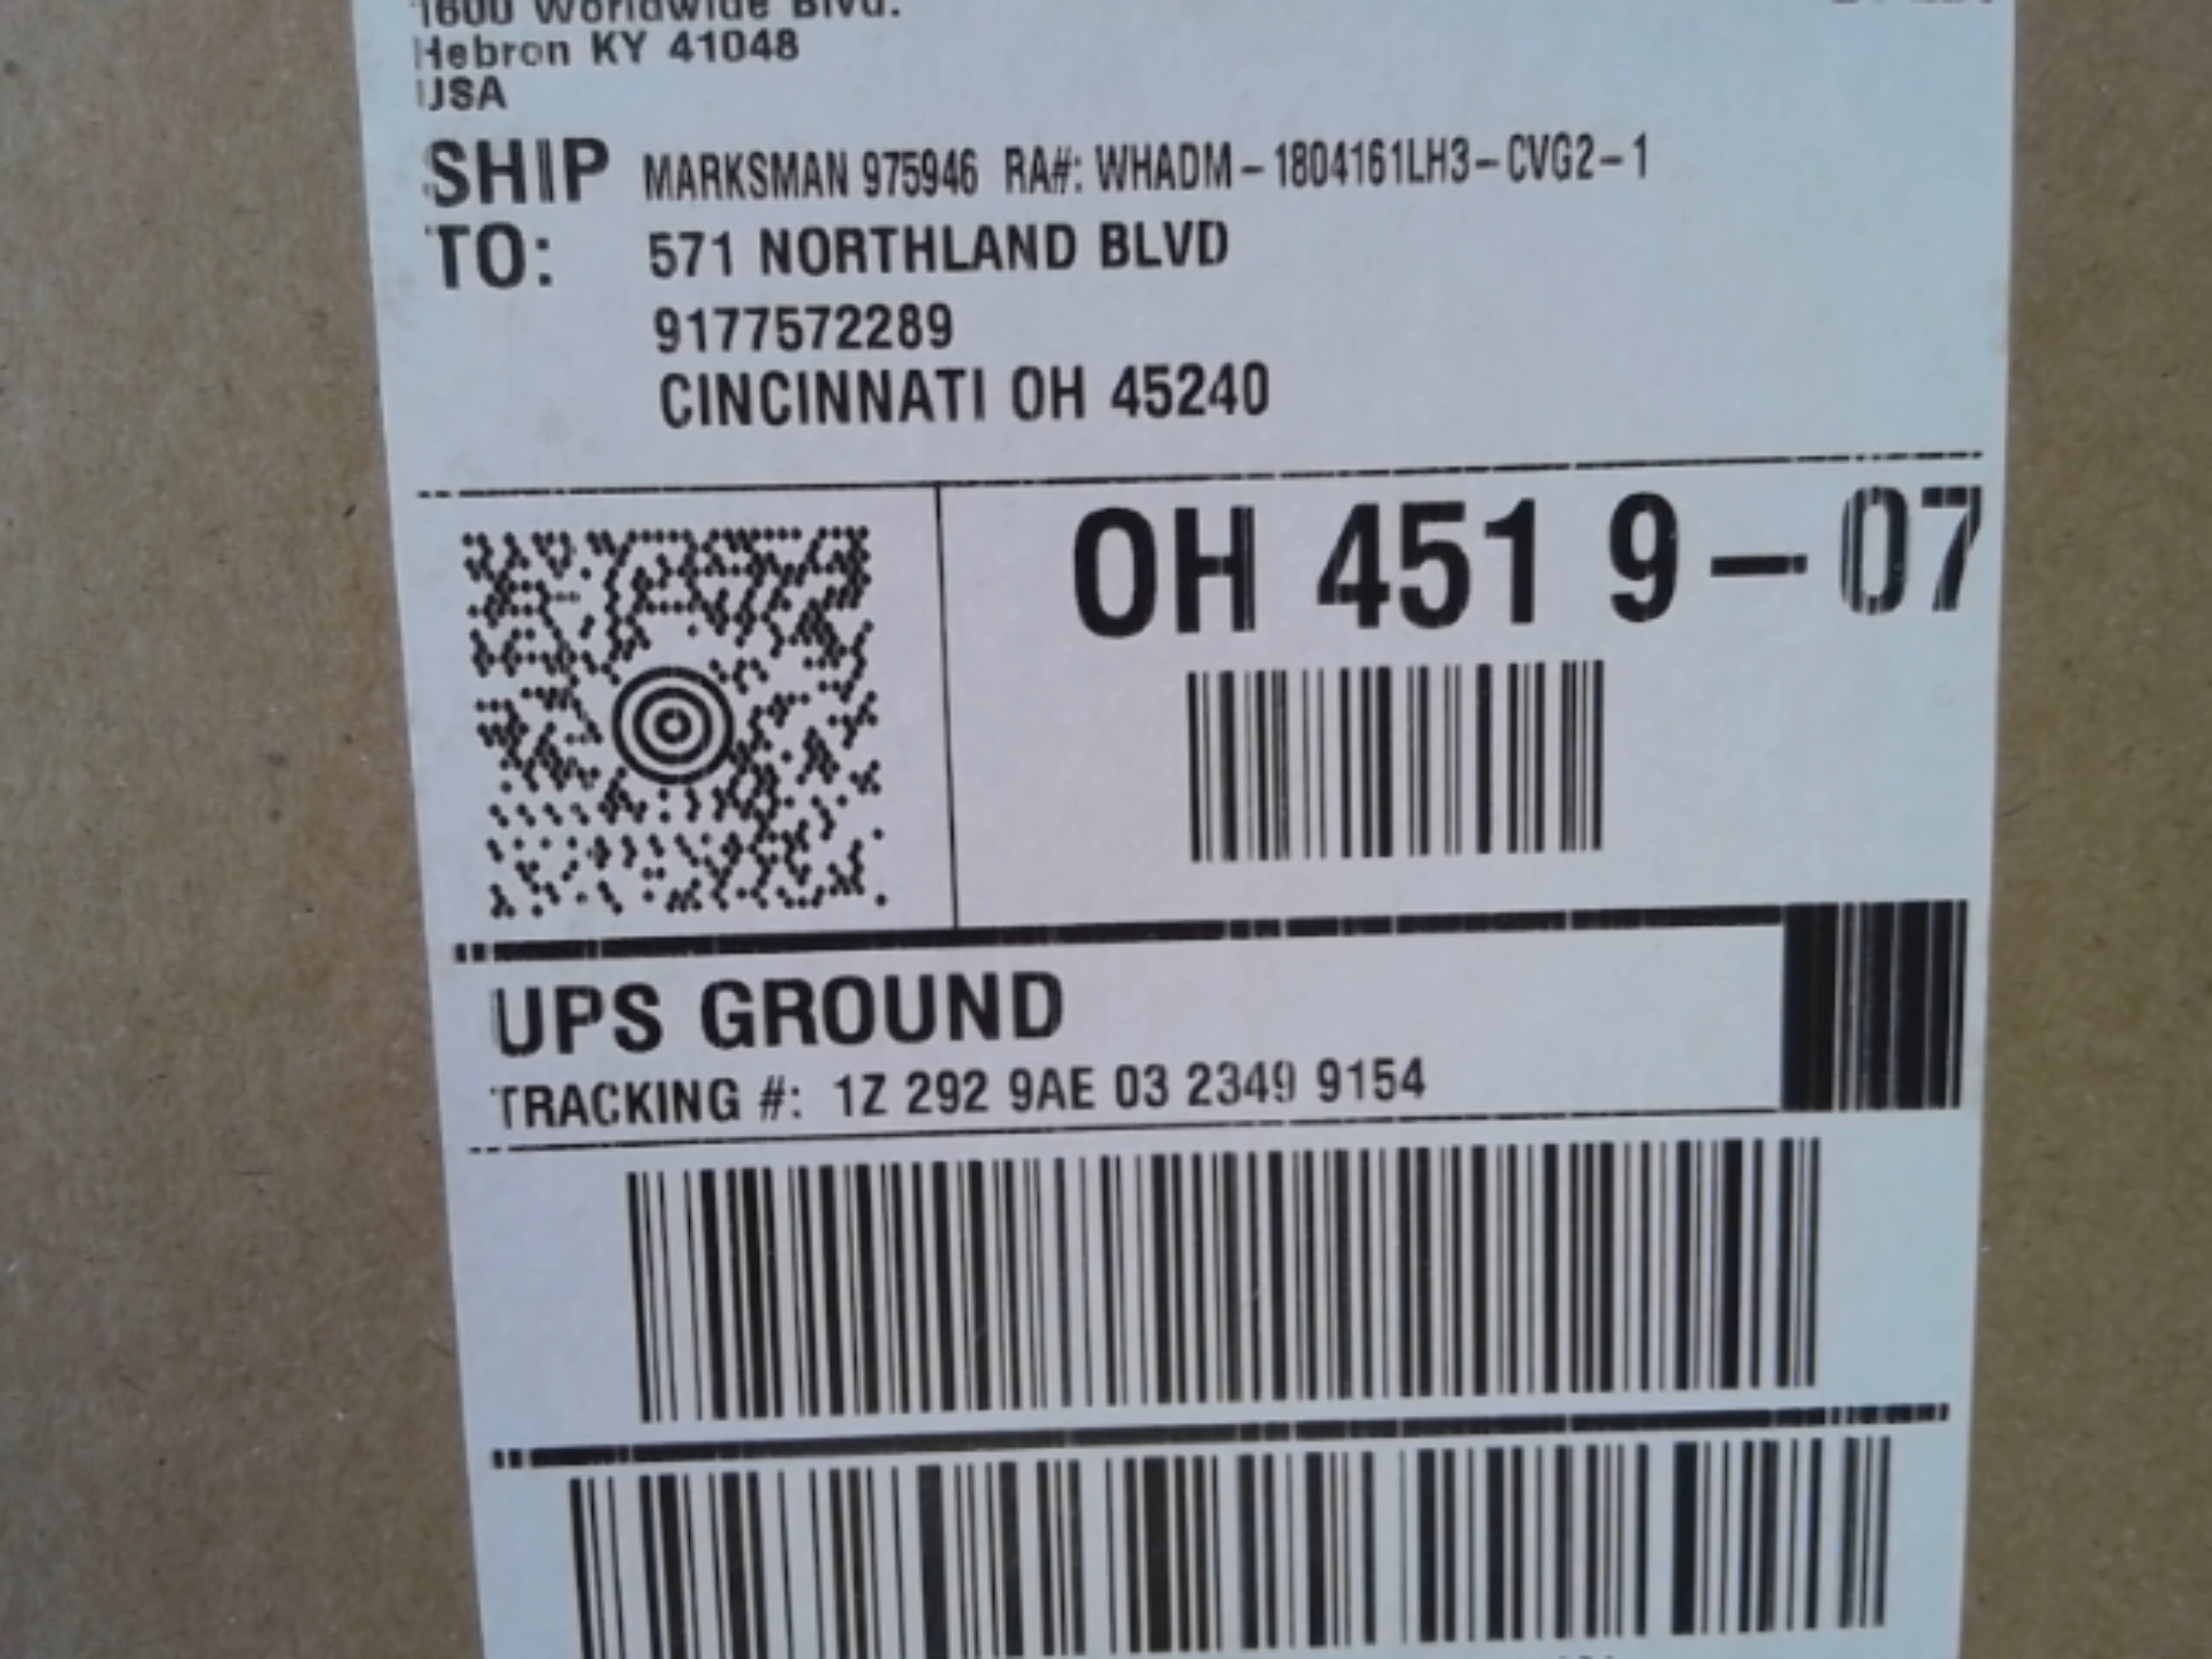 1600 Worldwide Blvd.
Hebron KY 41048
USA
SHIP TO:
MARKSMAN 975946 RA#: WHADM-1804161LH3-CVG2-1
571 NORTHLAND BLVD
9177572289
CINCINNATI OH 45240
OH 451 9-07
UPS GROUND
TRACKING #: 1Z 292 9AE 03 2349 9154